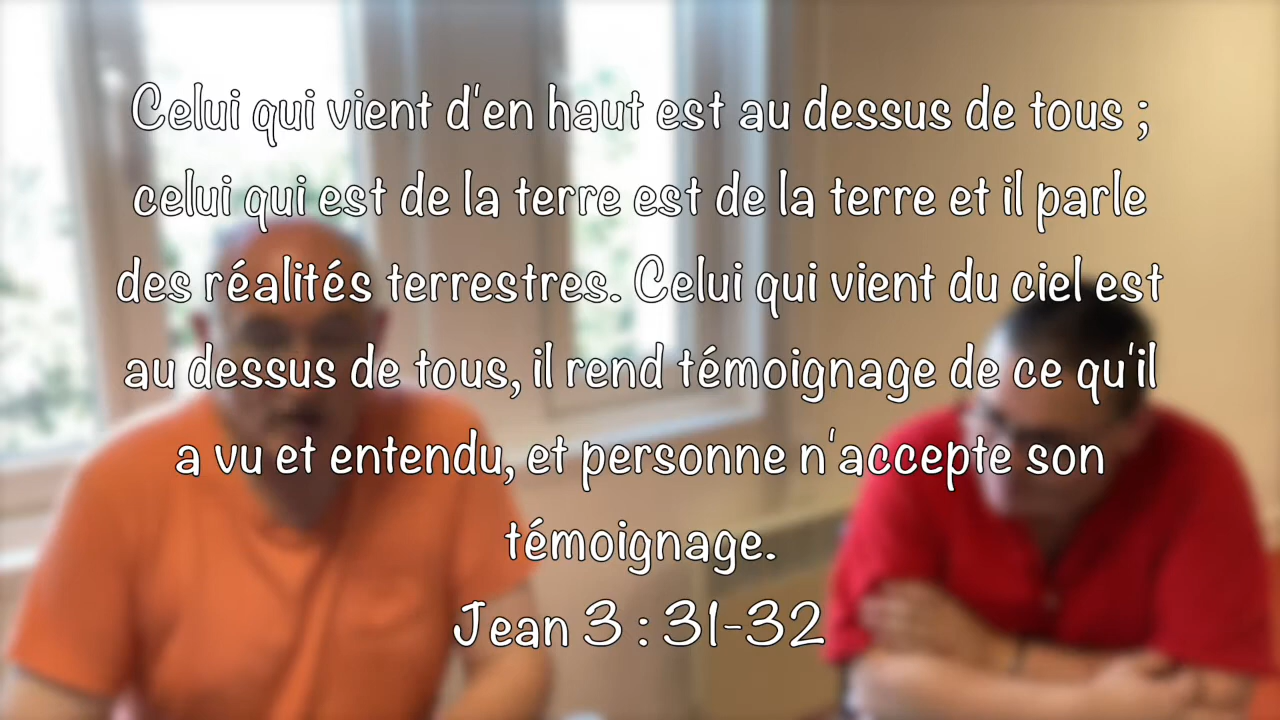 Celui qui vient d'en haut est au dessus de tous ;
celui qui est de la terre est de la terre et il parle
des réalités terrestres. Celui qui vient du ciel est
au dessus de tous, il rend témoignage de ce qu'il
a vu et entendu, et personne n'accepte son
témoignage.
Jean 3 : 31-32